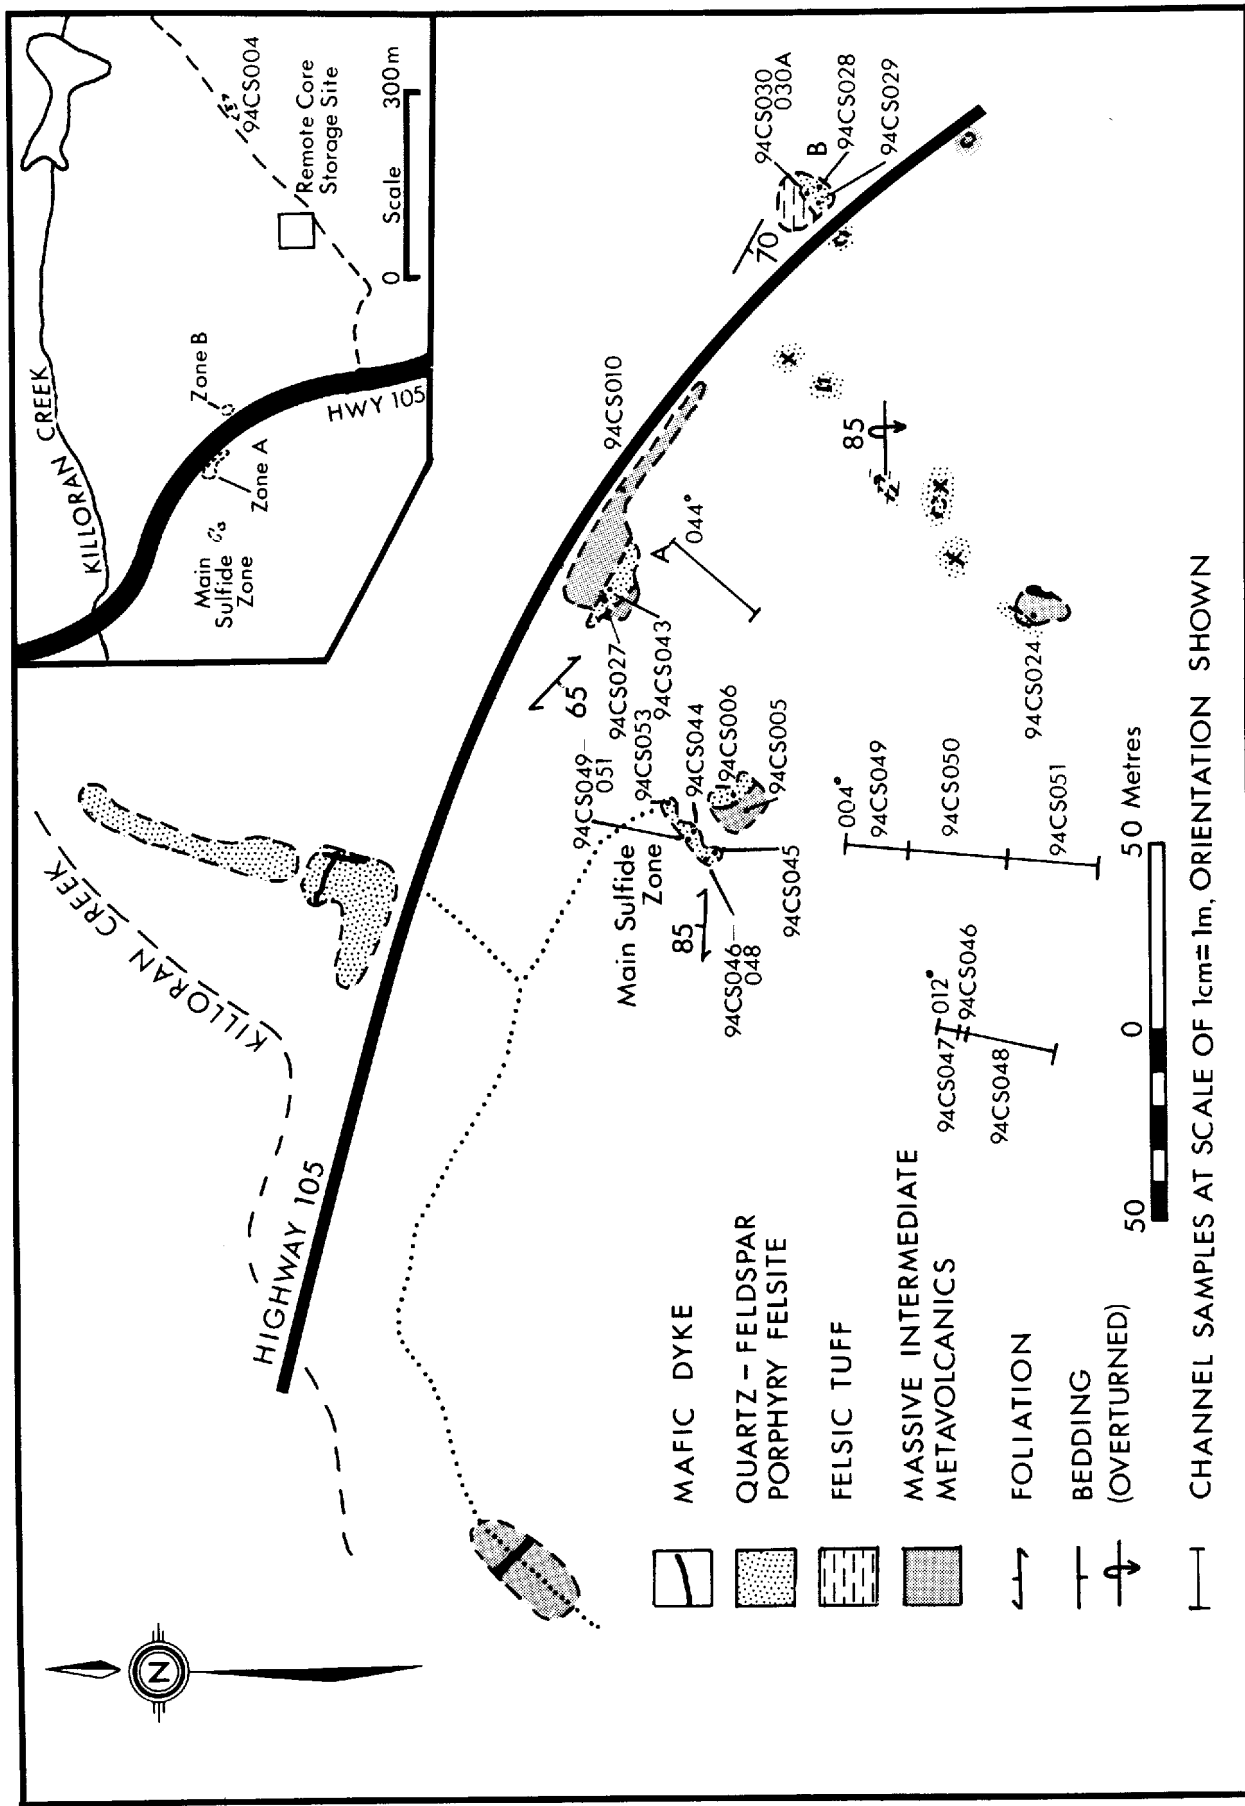 KILLORAN CREEK
94CS004
Remote Core
Storage Site
Scale
0
300m
Zone B
Zone A
HWY 105
Main
Sulfide
Zone
KILLORAN CREEK
HIGHWAY 105
N
94CS010
94CS030
030A
B
94CS028
94CS029
70
A
044°
65
94CS027
94CS043
94CS053
94CS049—
051
94CS044
94CS006
94CS005
Main Sulfide
Zone
85
94CS045
94CS046—
048
85
94CS024
004°
94CS049
94CS050
94CS051
012°
94CS046
94CS047
94CS048
50
0
50 Metres
MAFIC DYKE
QUARTZ – FELDSPAR
PORPHYRY FELSITE
FELSIC TUFF
MASSIVE INTERMEDIATE
METAVOLCANICS
FOLIATION
BEDDING
(OVERTURNED)
CHANNEL SAMPLES AT SCALE OF 1cm=1m, ORIENTATION SHOWN